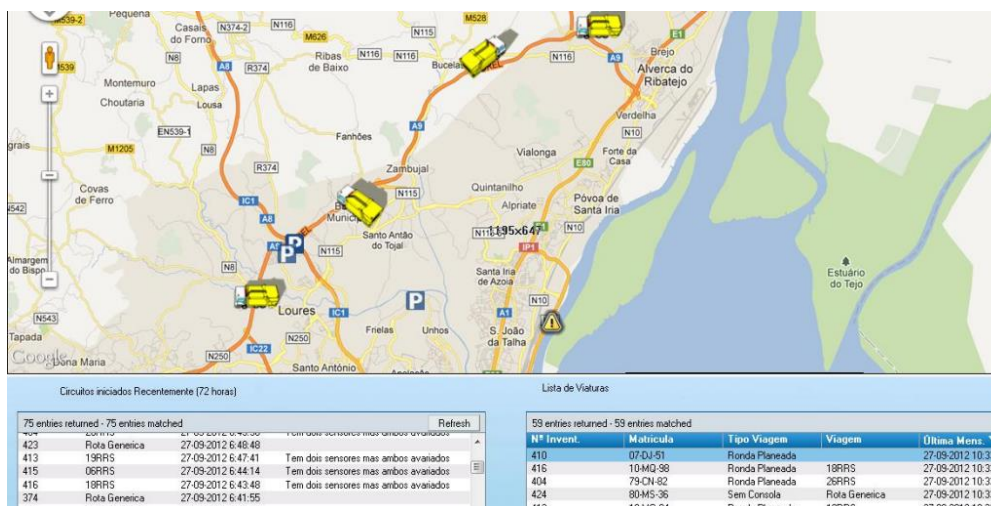 Pequena
M539-2
Casais do Forno
N374-2
N116
M626
N115
M528
E1
Ribas de Baixo
N116
N116
Bucelas
N116
A9
Brejo
Alverca do Ribatejo
N8
A8
R374
Montemuro
Lapas
Choutaria
Lousa
Verdelha
EN539-1
A9
N10
Fanhões
M1205
N8
Vialonga
Forte da Casa
R374
E80
Zambujal
Covas de Ferro
N115
Quintanilho
Alpriate
Póvoa de Santa Iria
IC1
A8
Santo Antão do Tojal
1195x647
N10
IP1
N115
Almargem do Bispo
N8
P
P
Santa Iria de Azoia
Estuário do Tejo
N543
Loures
IC1
P
N10
Tapada
N250
Frielas
Unhos
A1
S. João da Talha
Google
Dona Maria
N250
IC22
Santo António
Circuitos iniciados Recentemente (72 horas)
Lista de Viaturas
75 entries returned - 75 entries matched
Refresh
59 entries returned - 59 entries matched
Nº Invent. Matricula Tipo Viagem Viagem Última Mens.
423 Rota Generica 27-09-2012 6:48:48
413 19RRS 27-09-2012 6:47:41 Tem dois sensores mas ambos avariados
415 06RRS 27-09-2012 6:44:14 Tem dois sensores mas ambos avariados
416 18RRS 27-09-2012 6:43:48 Tem dois sensores mas ambos avariados
374 Rota Generica 27-09-2012 6:41:55
410 07-DJ-51 Ronda Planeada 27-09-2012 10:3
416 10-MQ-98 Ronda Planeada 18RRS 27-09-2012 10:3
404 79-CN-82 Ronda Planeada 26RRS 27-09-2012 10:3
424 80-MS-36 Sem Consola Rota Generica 27-09-2012 10:3